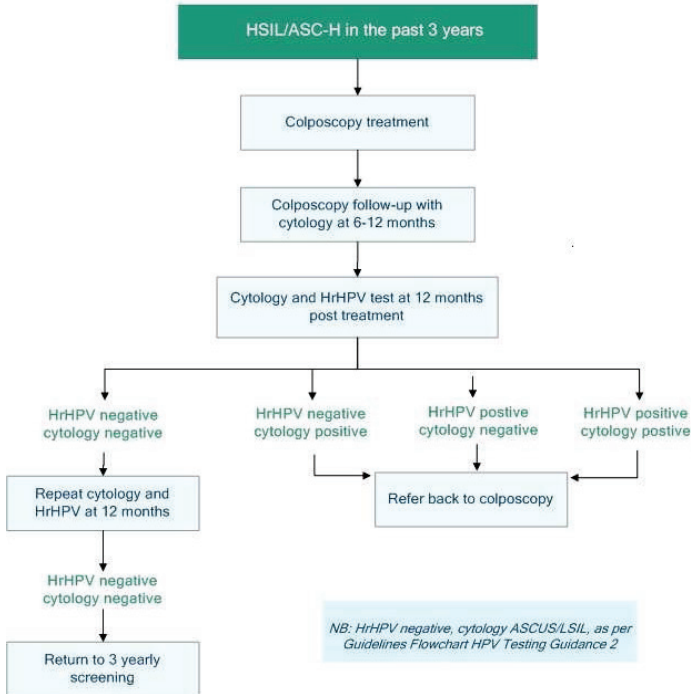 HSIL/ASC-H in the past 3 years
Colposcopy treatment
Colposcopy follow-up with
cytology at 6-12 months
Cytology and HrHPV test at 12 months
post treatment
HrHPV negative
cytology negative
HrHPV negative
cytology positive
HrHPV postive
cytology negative
HrHPV positive
cytology postive
Repeat cytology and
HrHPV at 12 months
Refer back to colposcopy
HrHPV negative
cytology negative
Return to 3 yearly
screening
NB: HrHPV negative, cytology ASCUS/LSIL, as per
Guidelines Flowchart HPV Testing Guidance 2